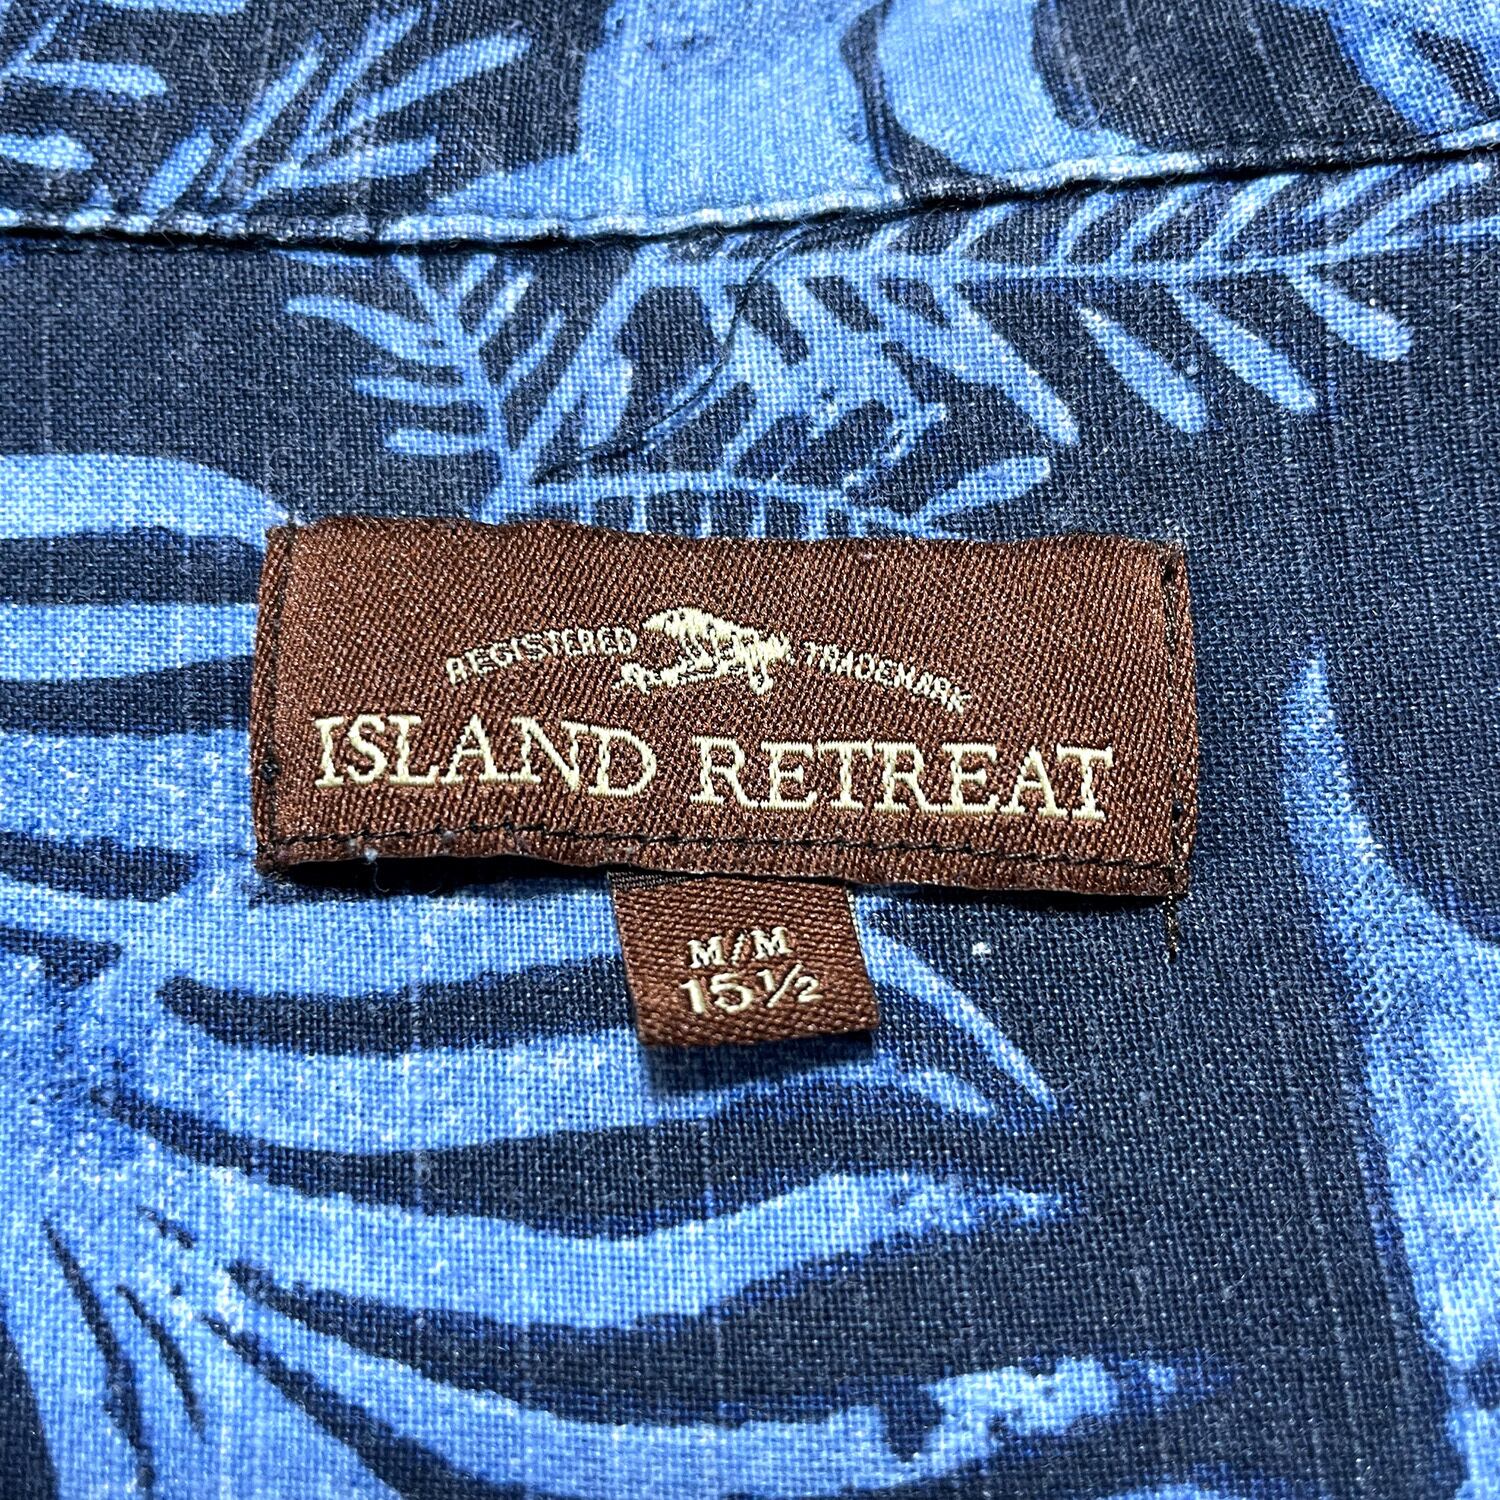 REGISTERED TRADEMARK
ISLAND RETREAT
M/M
15½